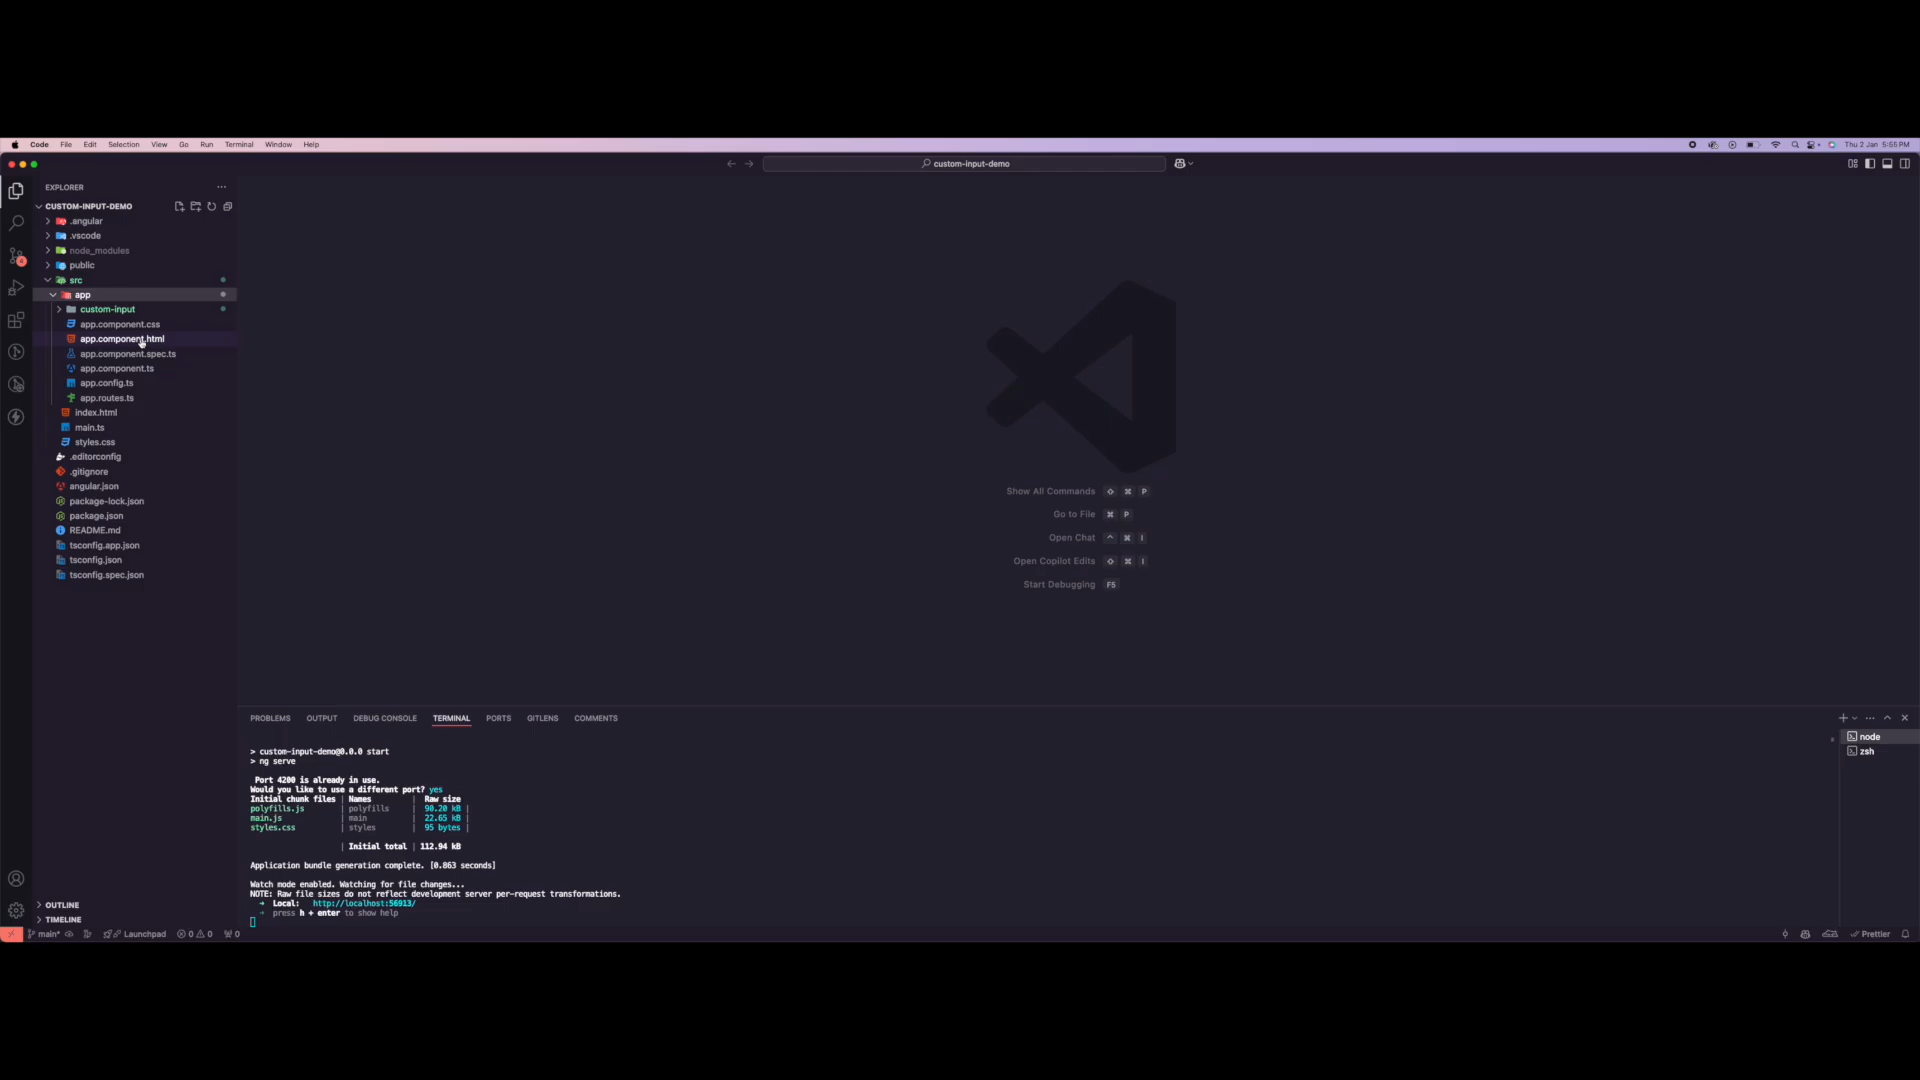 Code File Edit Selection View Go Run Terminal Window Help
Thu 2 Jan 5:55 PM
custom-input-demo
EXPLORER
CUSTOM-INPUT-DEMO
.angular
.vscode
node_modules
public
src
app
custom-input
app.component.css
app.component.html
app.component.spec.ts
app.component.ts
app.config.ts
app.routes.ts
index.html
main.ts
styles.css
.editorconfig
.gitignore
angular.json
package-lock.json
package.json
README.md
tsconfig.app.json
tsconfig.json
tsconfig.spec.json
OUTLINE
TIMELINE
Show All Commands ⇧ ⌘ P
Go to File ⌘ P
Open Chat ^ ⌘ I
Open Copilot Edits ⇧ ⌘ I
Start Debugging F5
PROBLEMS OUTPUT DEBUG CONSOLE TERMINAL PORTS GITLENS COMMENTS
> custom-input-demo@0.0.0 start
> ng serve
Port 4200 is already in use.
Would you like to use a different port? yes
Initial chunk files | Names | Raw size
polyfills.js | polyfills | 90.20 kB |
main.js | main | 22.65 kB |
styles.css | styles | 95 bytes |
| Initial total | 112.94 kB
Application bundle generation complete. [0.863 seconds]
Watch mode enabled. Watching for file changes...
NOTE: Raw file sizes do not reflect development server per-request transformations.
➜ Local: http://localhost:56913/
➜ press h + enter to show help
node
zsh
main* Launchpad 0 0 0
Prettier